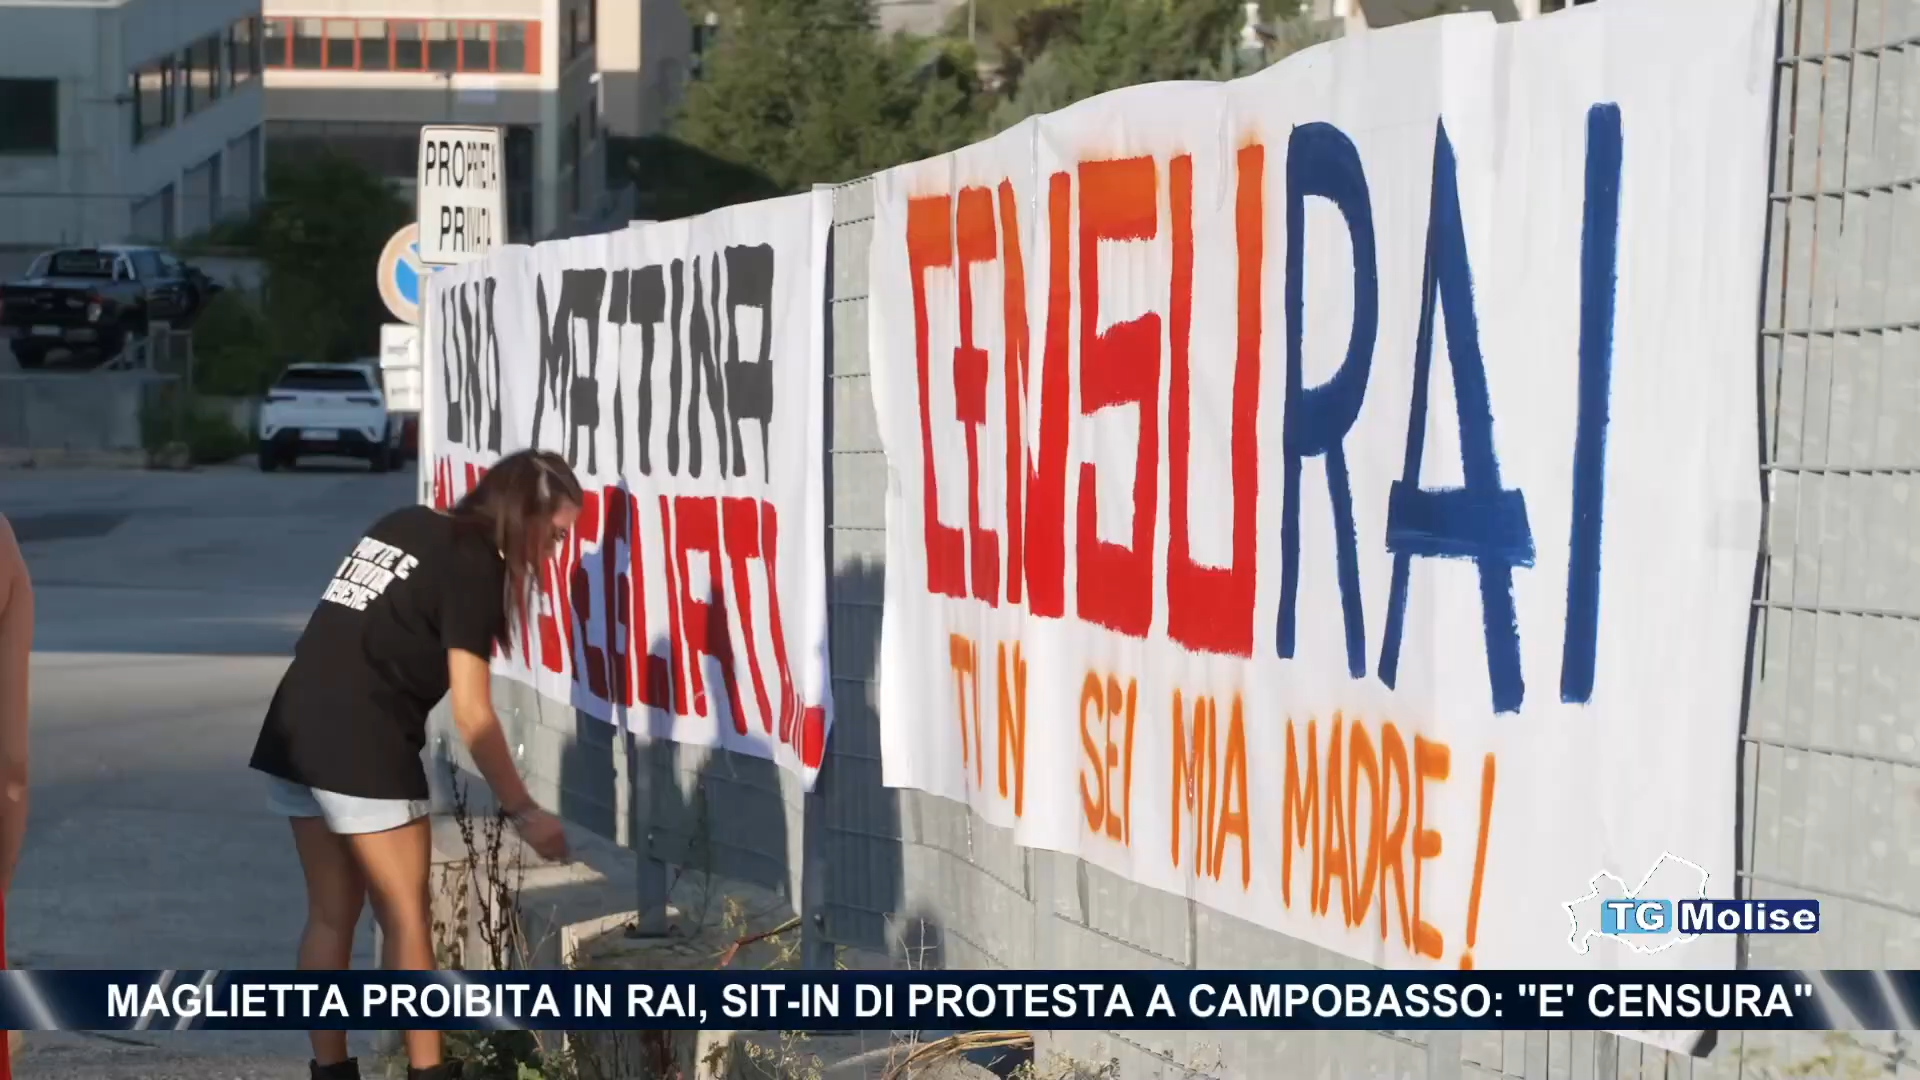 PROPRIETA
PRIVATA
UNO MATTINA
CENSURAI
TI N SEI MIA MADRE!
TG Molise
MAGLIETTA PROIBITA IN RAI, SIT-IN DI PROTESTA A CAMPOBASSO: "E' CENSURA"